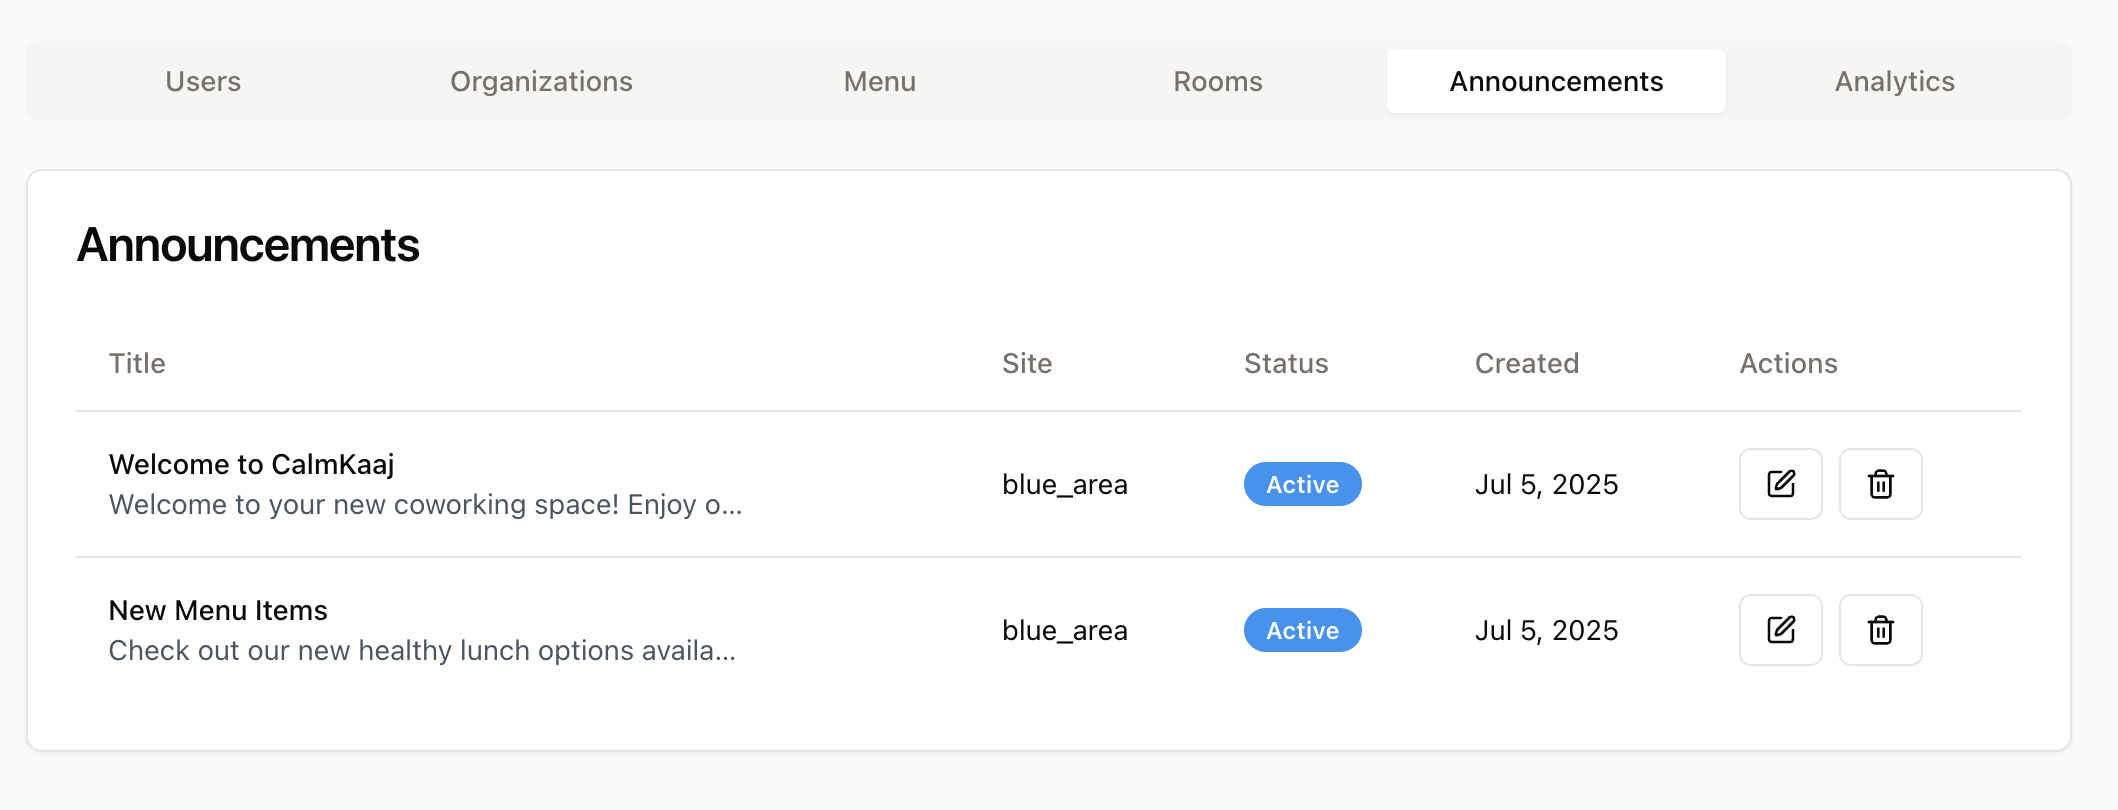 Users Organizations Menu Rooms Announcements Analytics
Announcements
Title Site Status Created Actions
Welcome to CalmKaaj
Welcome to your new coworking space! Enjoy o...
blue_area Active Jul 5, 2025
New Menu Items
Check out our new healthy lunch options availa...
blue_area Active Jul 5, 2025